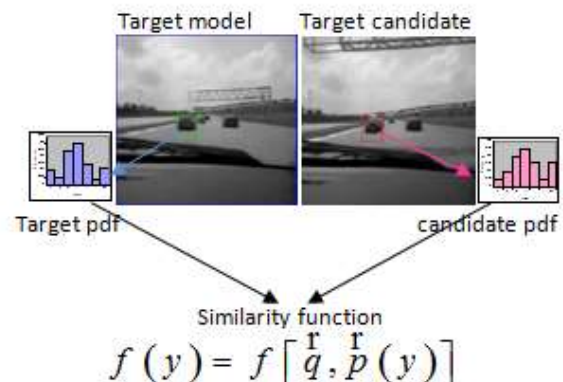 Target model Target candidate
Target pdf candidate pdf
Similarity function
r r
f ( y ) = f [ q , p ( y ) ]